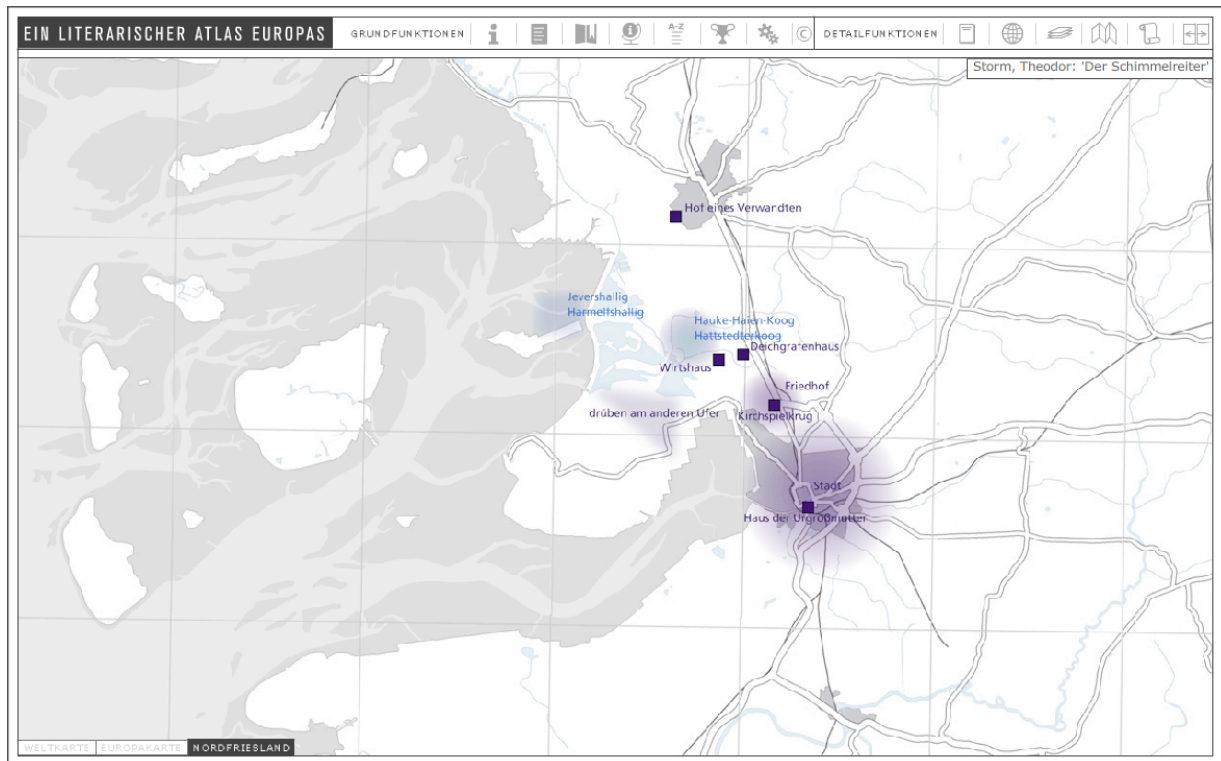 EIN LITERARISCHER ATLAS EUROPAS
GRUNDFUNKTIONEN
A-Z
©
DETAILFUNKTIONEN
Storm, Theodor: 'Der Schimmelreiter'
Hof eines Verwandten
Jevershallig
Harmelfshallig
Hauke-Haien-Koog
Hattstedterkoog
Deichgrafenhaus
Wirtshaus
Friedhof
drüben am anderen Ufer
Kirchspielkrug
Stadt
Haus der Urgroßmutter
WELTKARTE
EUROPAKARTE
NORDFRIESLAND